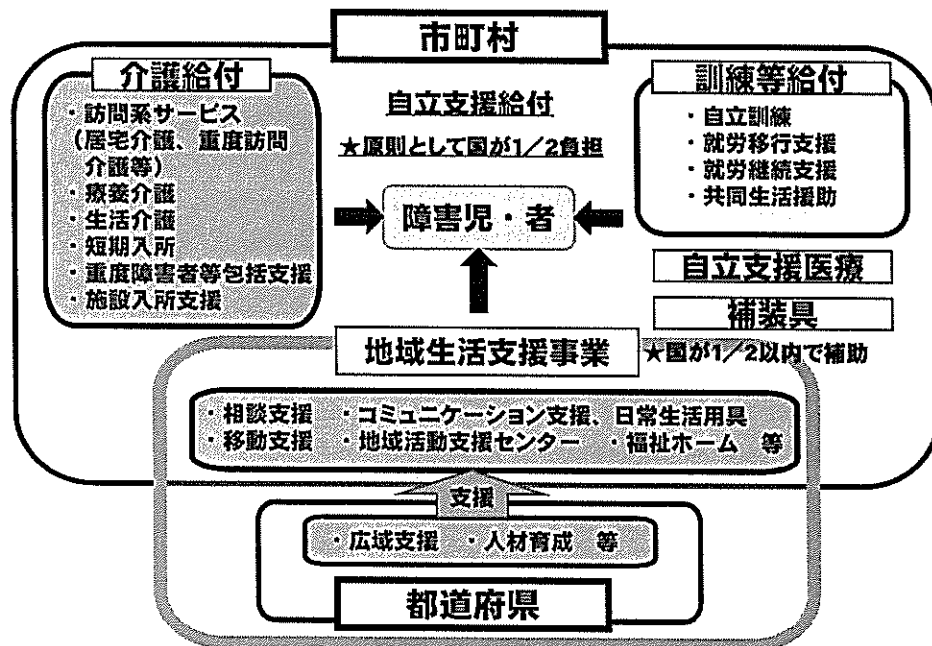 市町村
介護給付
・訪問系サービス
(居宅介護、重度訪問
介護等)
・療養介護
・生活介護
・短期入所
・重度障害者等包括支援
・施設入所支援
自立支援給付
★原則として国が1/2負担
障害児・者
訓練等給付
・自立訓練
・就労移行支援
・就労継続支援
・共同生活援助
自立支援医療
補装具
地域生活支援事業
★国が1/2以内で補助
・相談支援 ・コミュニケーション支援、日常生活用具
・移動支援 ・地域活動支援センター ・福祉ホーム 等
支援
・広域支援 ・人材育成 等
都道府県